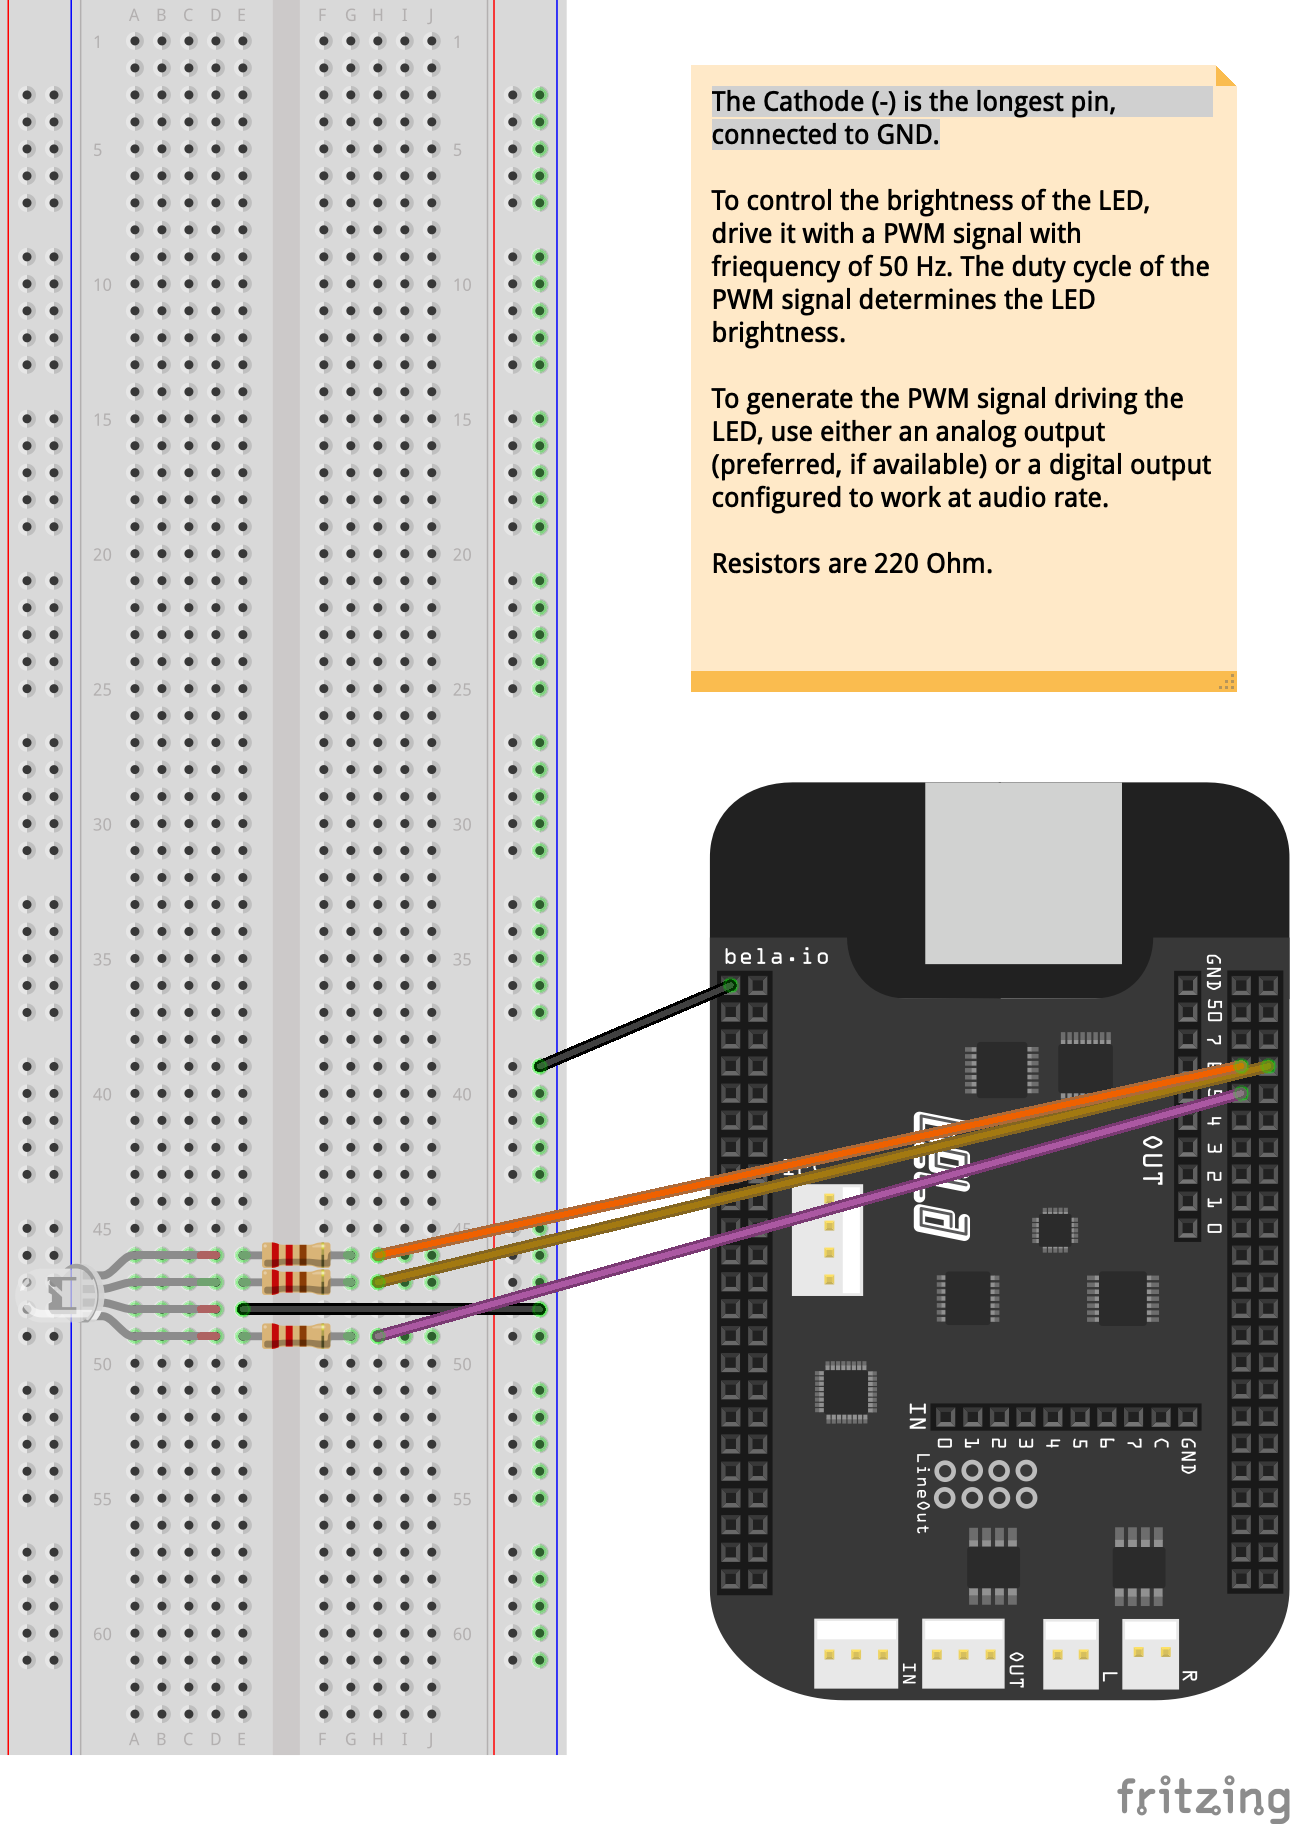 A B C D E F G H I J
1 1
The Cathode (-) is the longest pin,
connected to GND.
5 5
To control the brightness of the LED,
drive it with a PWM signal with
friequency of 50 Hz. The duty cycle of the
PWM signal determines the LED
brightness.
10 10
To generate the PWM signal driving the
LED, use either an analog output
(preferred, if available) or a digital output
configured to work at audio rate.
15 15
Resistors are 220 Ohm.
20 20
25 25
30 30
35 35
bela.io
GND
50
7
5
4
3
2
1
0
OUT
40 40
45 45
50 50
IN
0 1 2 3 4 5 6 7 C GND
LineOut
55 55
60 60
IN OUT L R
A B C D E F G H I J
fritzing